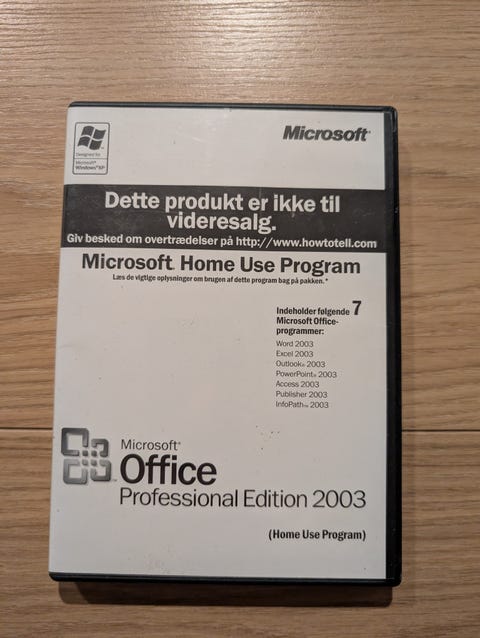 Microsoft®
Designed for
Microsoft®
Windows®XP
Dette produkt er ikke til
videresalg.
Giv besked om overtrædelser på http://www.howtotell.com
Microsoft® Home Use Program
Læs de vigtige oplysninger om brugen af dette program bag på pakken.*
Indeholder følgende 7
Microsoft Office-
programmer:
Word 2003
Excel 2003
Outlook® 2003
PowerPoint® 2003
Access 2003
Publisher 2003
InfoPath™ 2003
Microsoft®
Office
Professional Edition 2003
(Home Use Program)